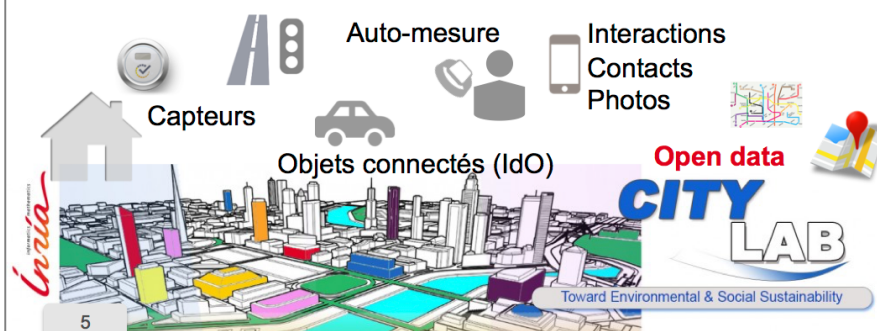 Auto-mesure
Interactions
Contacts
Photos
Capteurs
Objets connectés (IdO)
Open data
CITY
LAB
Toward Environmental & Social Sustainability
Inria
5